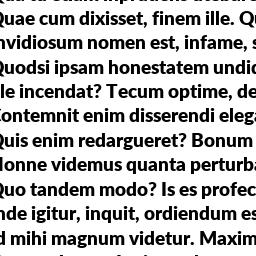 Quae cum dixisset, finem ille. Qu
nvidiosum nomen est, infame, s
Quodsi ipsam honestatem undiq
lle incendat? Tecum optime, de
Contemnit enim disserendi elega
Quis enim redargueret? Bonum
Nonne videmus quanta perturba
Quo tandem modo? Is es profec
nde igitur, inquit, ordiendum es
d mihi magnum videtur. Maxim